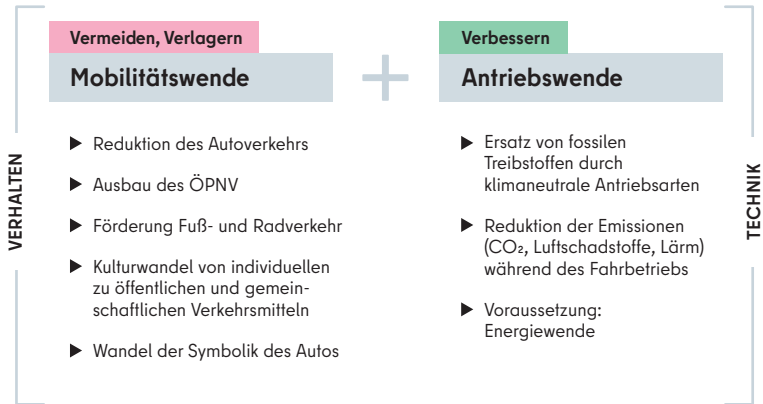 VERHALTEN
Vermeiden, Verlagern
Mobilitätswende
▶ Reduktion des Autoverkehrs
▶ Ausbau des ÖPNV
▶ Förderung Fuß- und Radverkehr
▶ Kulturwandel von individuellen
zu öffentlichen und gemein-
schaftlichen Verkehrsmitteln
▶ Wandel der Symbolik des Autos
+
Verbessern
Antriebswende
▶ Ersatz von fossilen
Treibstoffen durch
klimaneutrale Antriebsarten
▶ Reduktion der Emissionen
(CO₂, Luftschadstoffe, Lärm)
während des Fahrbetriebs
▶ Voraussetzung:
Energiewende
TECHNIK